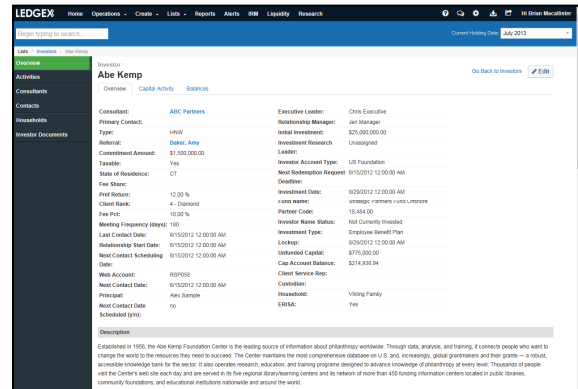 LEDGEX Home Operations Create Lists Reports Alerts IRM Liquidity Research Hi Brian Macallister
Begin typing to search. Current Holding Date: July 2013
Lists / Investors / Abe Kemp
Overview
Activities
Consultants
Contacts
Households
Investor Documents
Investor
Abe Kemp
Go Back to Investors Edit
Overview Capital Activity Balances
Consultant: ABC Partners
Primary Contact:
Type: HNW
Referral: Baker, Amy
Commitment Amount: $1,500,000.00
Taxable: Yes
State of Residence: CT
Fee Share:
Pref Return: 12.00 %
Client Rank: 4 - Diamond
Fee Pct: 10.00 %
Meeting Frequency (days): 180
Last Contact Date: 6/15/2012 12:00:00 AM
Relationship Start Date: 6/15/2012 12:00:00 AM
Next Contact Scheduling 6/15/2012 12:00:00 AM
Date:
Web Account: RSP058
Next Contact Date: 6/15/2012 12:00:00 AM
Principal: Alex Sample
Next Contact Date no
Scheduled (y/n):
Executive Leader: Chris Executive
Relationship Manager: Jen Manager
Initial Investment: $25,000,000.00
Investment Research Unassigned
Leader:
Investor Account Type: US Foundation
Next Redemption Request 6/15/2012 12:00:00 AM
Deadline:
Investment Date: 8/29/2012 12:00:00 AM
Fund Name: Strategic Partners Fund Offshore
Partner Code: 18,484.00
Investor Name Status: Not Currently Invested
Investment Type: Employee Benefit Plan
Lockup: 8/29/2012 12:00:00 AM
Unfunded Capital: $775,000.00
Cap Account Balance: $214,938.94
Client Service Rep:
Custodian:
Household: Viking Family
ERISA: Yes
Description
Established in 1956, the Abe Kemp Foundation Center is the leading source of information about philanthropy worldwide. Through data, analysis, and training, it connects people who want to
change the world to the resources they need to succeed. The Center maintains the most comprehensive database on U.S. and, increasingly, global grantmakers and their grants — a robust,
accessible knowledge bank for the sector. It also operates research, education, and training programs designed to advance knowledge of philanthropy at every level. Thousands of people
visit the Center's web site each day and are served in its five regional library/learning centers and its network of more than 450 funding information centers located in public libraries,
community foundations, and educational institutions nationwide and around the world.